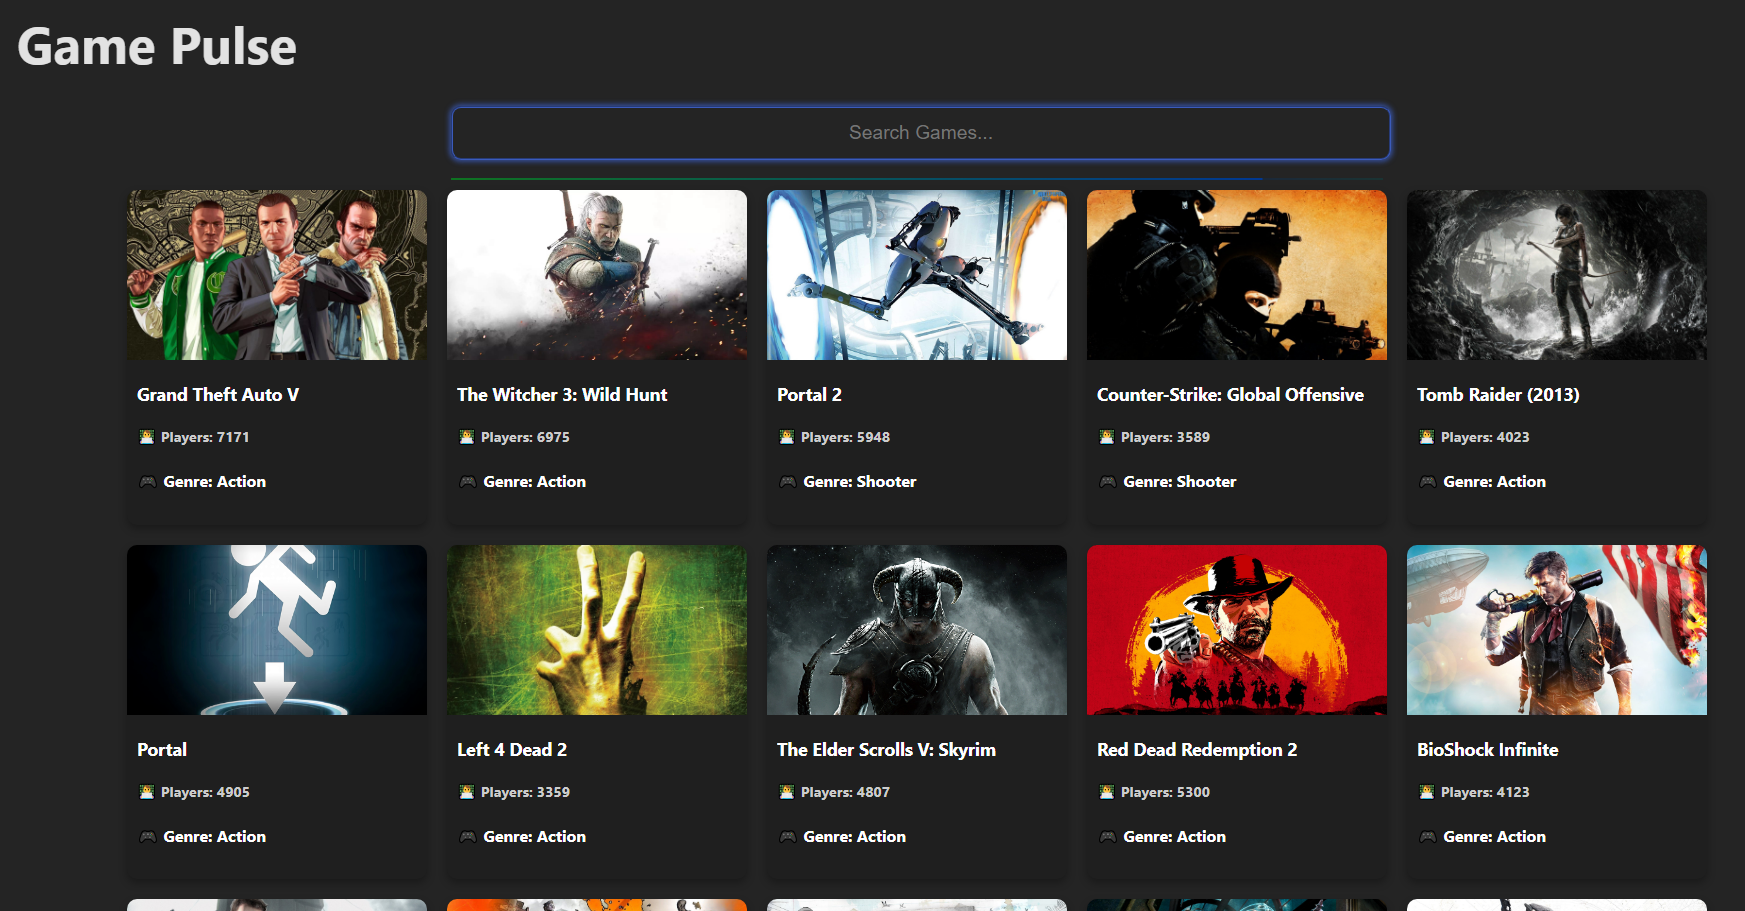 Game Pulse
Search Games...
Grand Theft Auto V
Players: 7171
Genre: Action
The Witcher 3: Wild Hunt
Players: 6975
Genre: Action
Portal 2
Players: 5948
Genre: Shooter
Counter-Strike: Global Offensive
Players: 3589
Genre: Shooter
Tomb Raider (2013)
Players: 4023
Genre: Action
Portal
Players: 4905
Genre: Action
Left 4 Dead 2
Players: 3359
Genre: Action
The Elder Scrolls V: Skyrim
Players: 4807
Genre: Action
Red Dead Redemption 2
Players: 5300
Genre: Action
BioShock Infinite
Players: 4123
Genre: Action